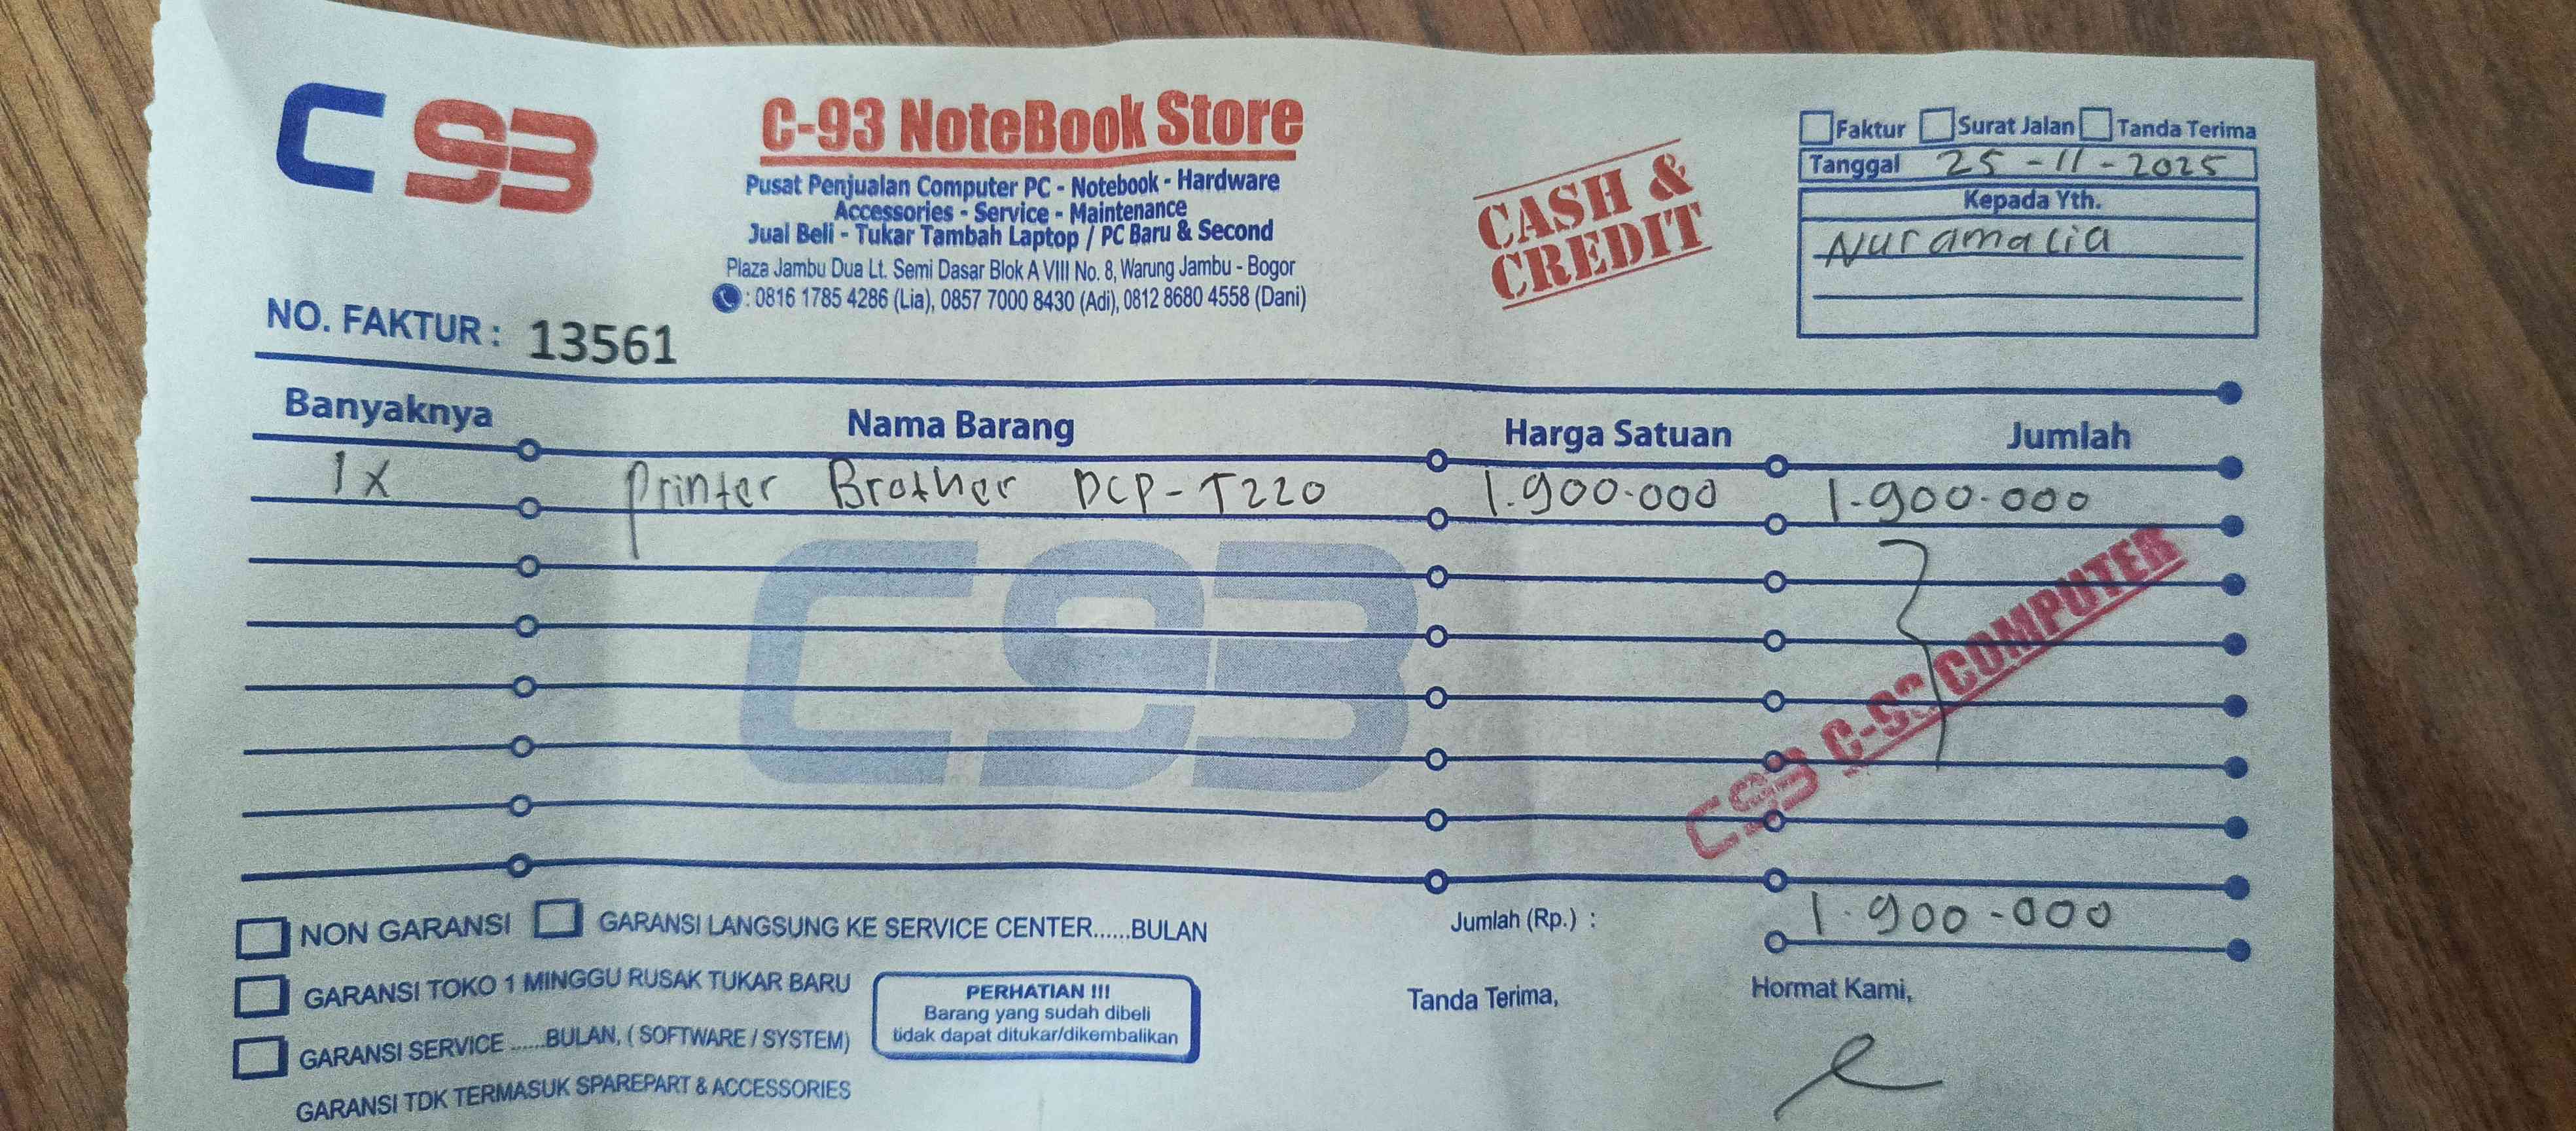 C93
C-93 NoteBook Store
Pusat Penjualan Computer PC - Notebook - Hardware
Accessories - Service - Maintenance
Jual Beli - Tukar Tambah Laptop / PC Baru & Second
Plaza Jambu Dua Lt. Semi Dasar Blok A VIII No. 8, Warung Jambu - Bogor
: 0816 1785 4286 (Lia), 0857 7000 8430 (Adi), 0812 8680 4558 (Dani)
CASH &
CREDIT
Faktur Surat Jalan Tanda Terima
Tanggal 25-11-2025
Kepada Yth.
Nuramalia
NO. FAKTUR : 13561
Banyaknya Nama Barang Harga Satuan Jumlah
1x Printer Brother DCP-T220 1.900.000 1.900.000
C93
C93 C-93 COMPUTER
NON GARANSI GARANSI LANGSUNG KE SERVICE CENTER......BULAN
GARANSI TOKO 1 MINGGU RUSAK TUKAR BARU
GARANSI SERVICE ......BULAN, ( SOFTWARE / SYSTEM)
GARANSI TDK TERMASUK SPAREPART & ACCESSORIES
PERHATIAN !!!
Barang yang sudah dibeli
tidak dapat ditukar/dikembalikan
Jumlah (Rp.) : 1.900-000
Tanda Terima, Hormat Kami,